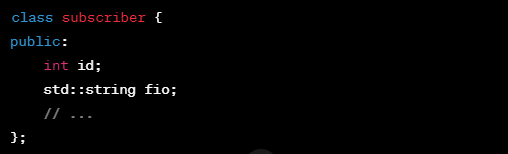 class subscriber {
public:
    int id;
    std::string fio;
    // ...
};